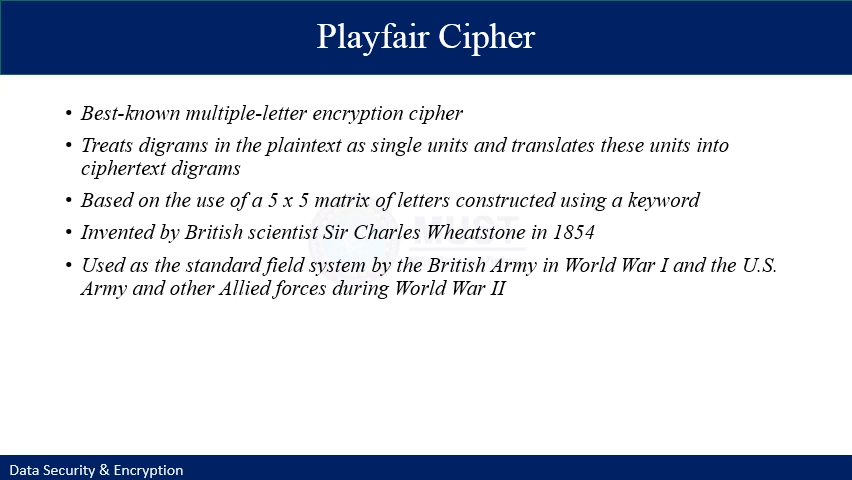 Playfair Cipher
• Best-known multiple-letter encryption cipher
• Treats digrams in the plaintext as single units and translates these units into
ciphertext digrams
• Based on the use of a 5 x 5 matrix of letters constructed using a keyword
• Invented by British scientist Sir Charles Wheatstone in 1854
MUST
• Used as the standard field system by the British Army in World War I and the U.S.
Army and other Allied forces during World War II
Data Security & Encryption